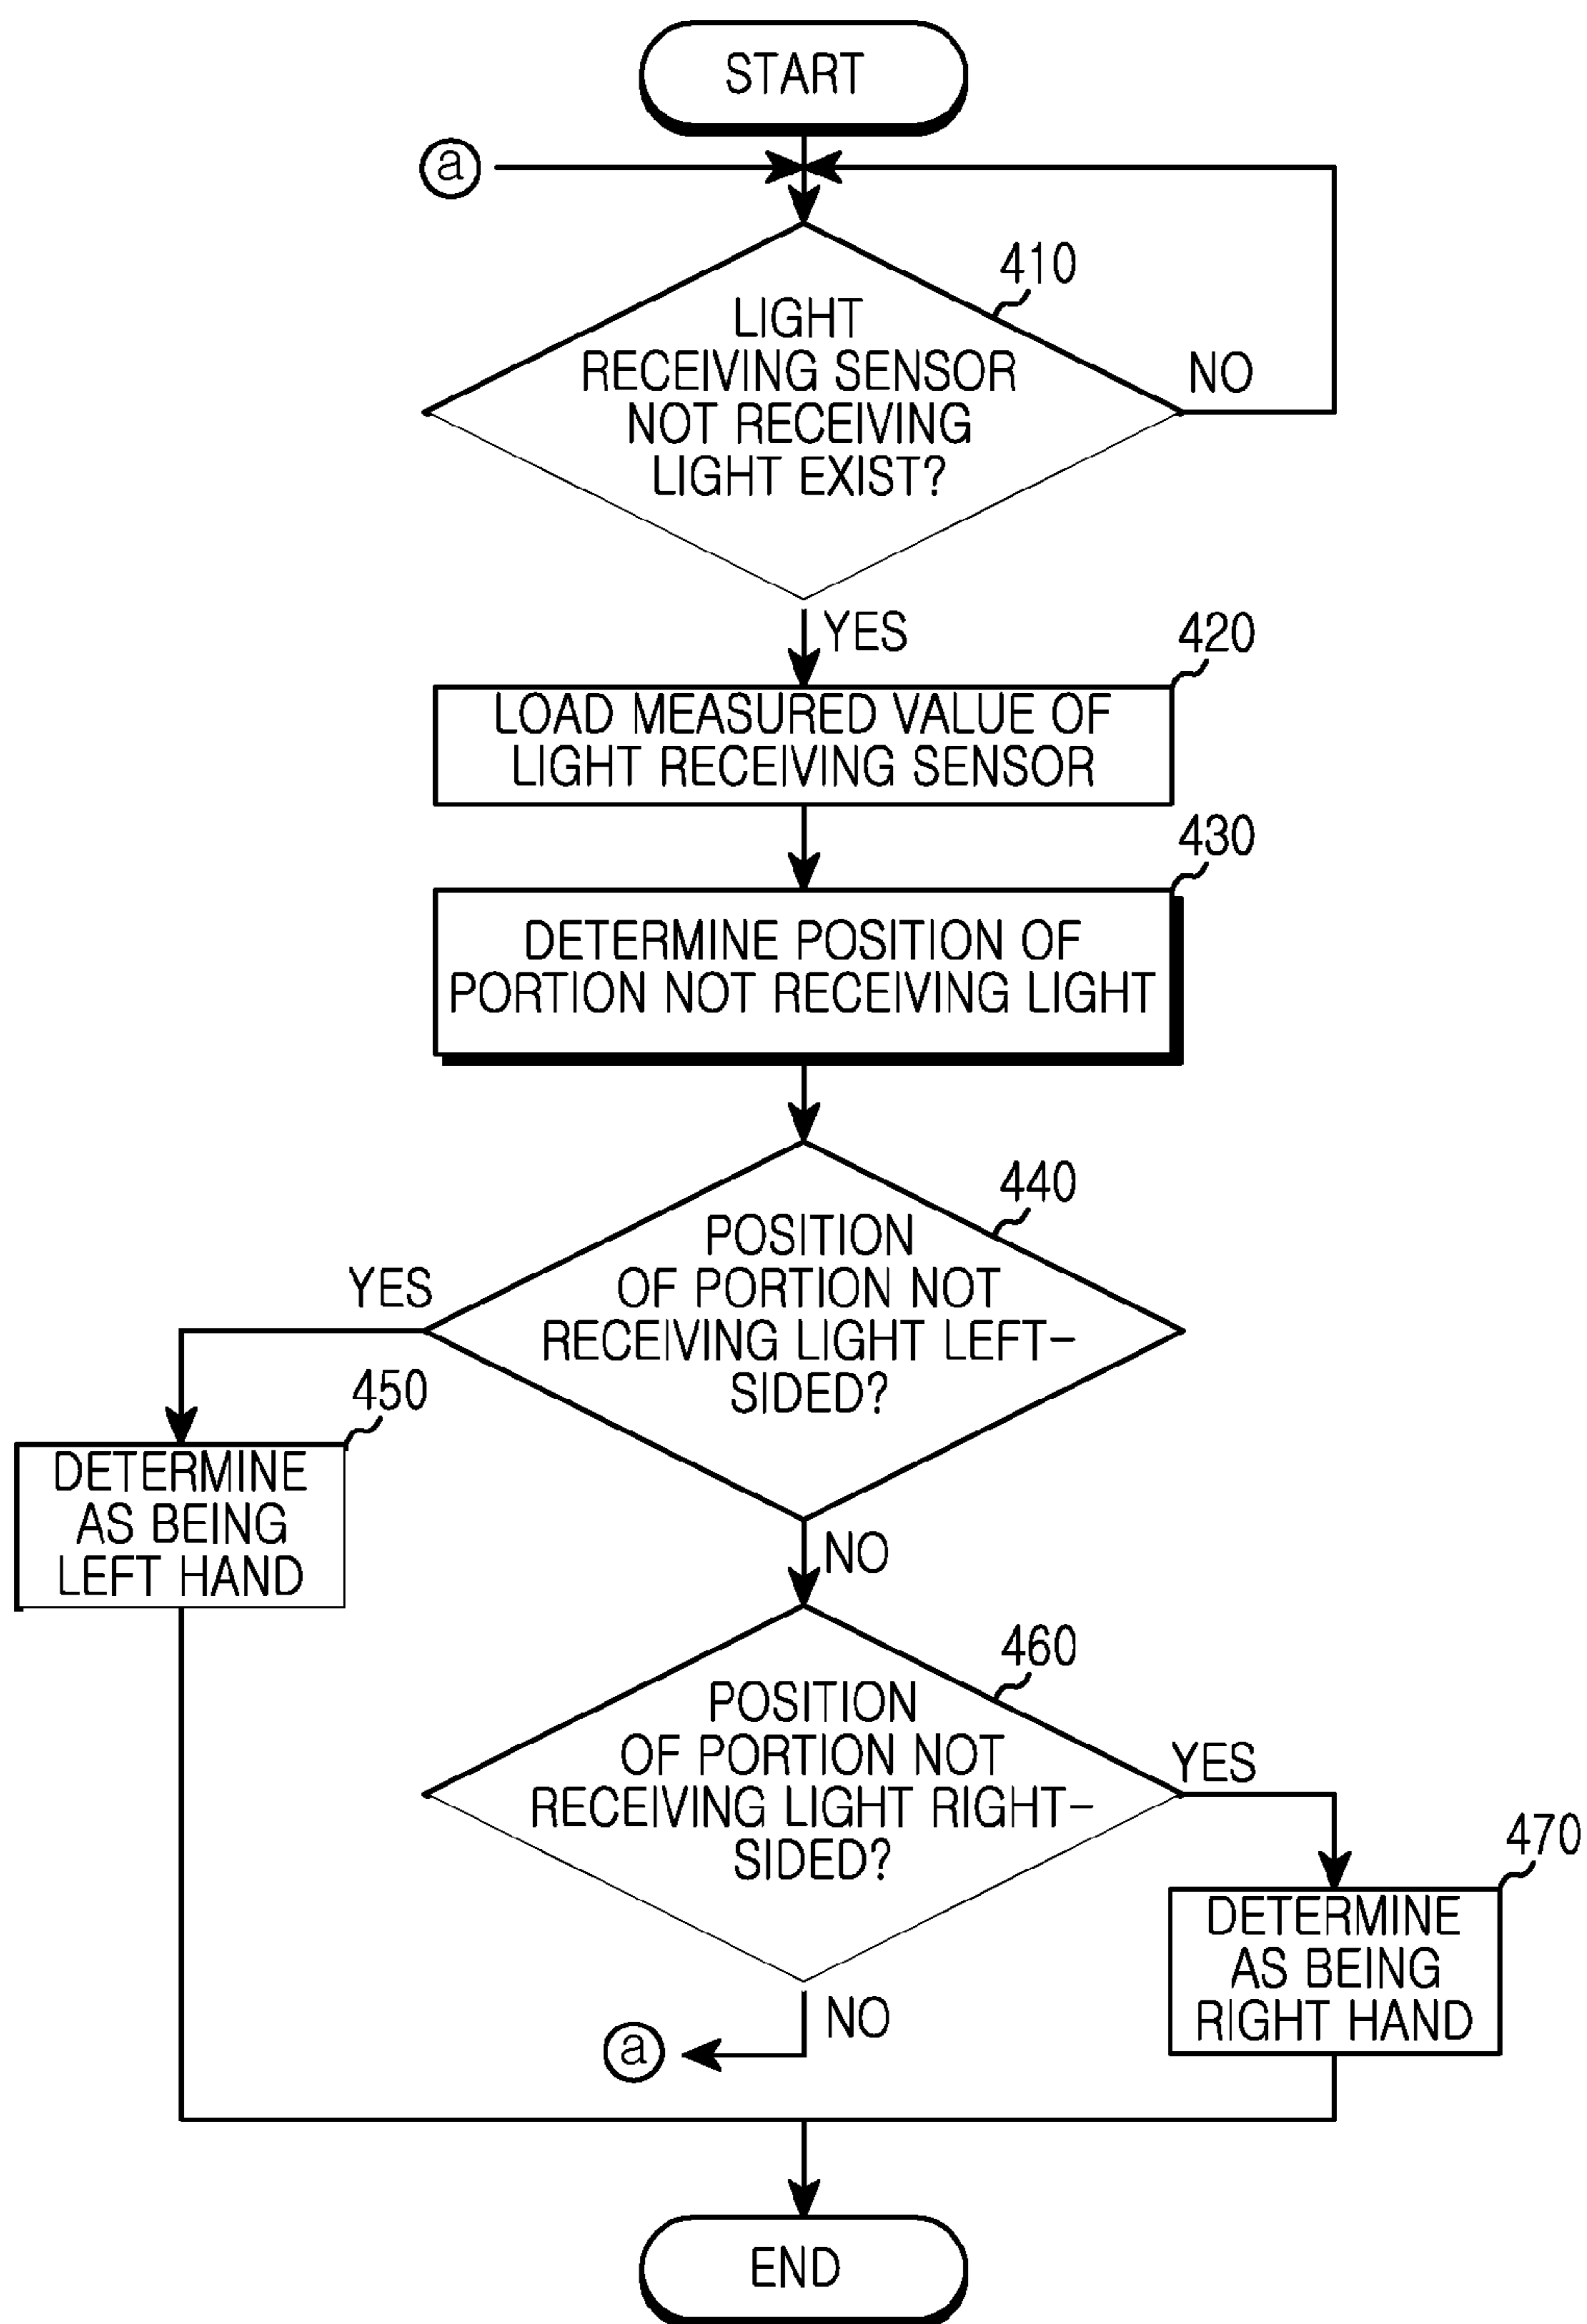 START
a
410
LIGHT
RECEIVING SENSOR
NOT RECEIVING
LIGHT EXIST?
NO
YES
420
LOAD MEASURED VALUE OF
LIGHT RECEIVING SENSOR
430
DETERMINE POSITION OF
PORTION NOT RECEIVING LIGHT
440
POSITION
OF PORTION NOT
RECEIVING LIGHT LEFT-
SIDED?
YES
450
DETERMINE
AS BEING
LEFT HAND
NO
460
POSITION
OF PORTION NOT
RECEIVING LIGHT RIGHT-
SIDED?
YES
470
DETERMINE
AS BEING
RIGHT HAND
NO
a
END